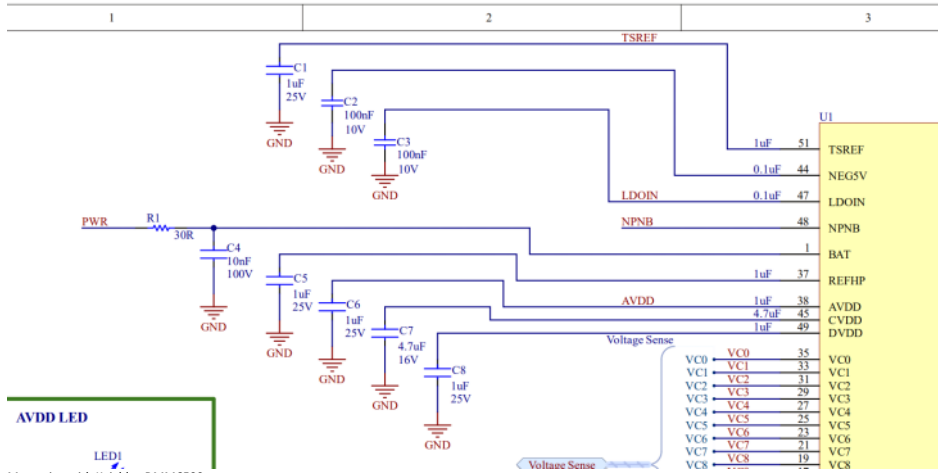 1 2 3
TSREF
C1
1uF
25V
GND
C2
100nF
10V
GND
C3
100nF
10V
GND
U1
1uF 51 TSREF
0.1uF 44 NEG5V
LDOIN 0.1uF 47 LDOIN
NPNB 48 NPNB
PWR R1
30R
1 BAT
C4
10nF
100V
GND
C5
1uF
25V
GND
1uF 37 REFHP
C6
1uF
25V
GND
AVDD 1uF 38 AVDD
4.7uF 45 CVDD
1uF 49 DVDD
C7
4.7uF
16V
GND
C8
1uF
25V
GND
Voltage Sense
VC0 VC0 35 VC0
VC1 VC1 33 VC1
VC2 VC2 31 VC2
VC3 VC3 29 VC3
VC4 VC4 27 VC4
VC5 VC5 25 VC5
VC6 VC6 23 VC6
VC7 VC7 21 VC7
VC8 VC8 19 VC8
Voltage Sense
AVDD LED
LED1